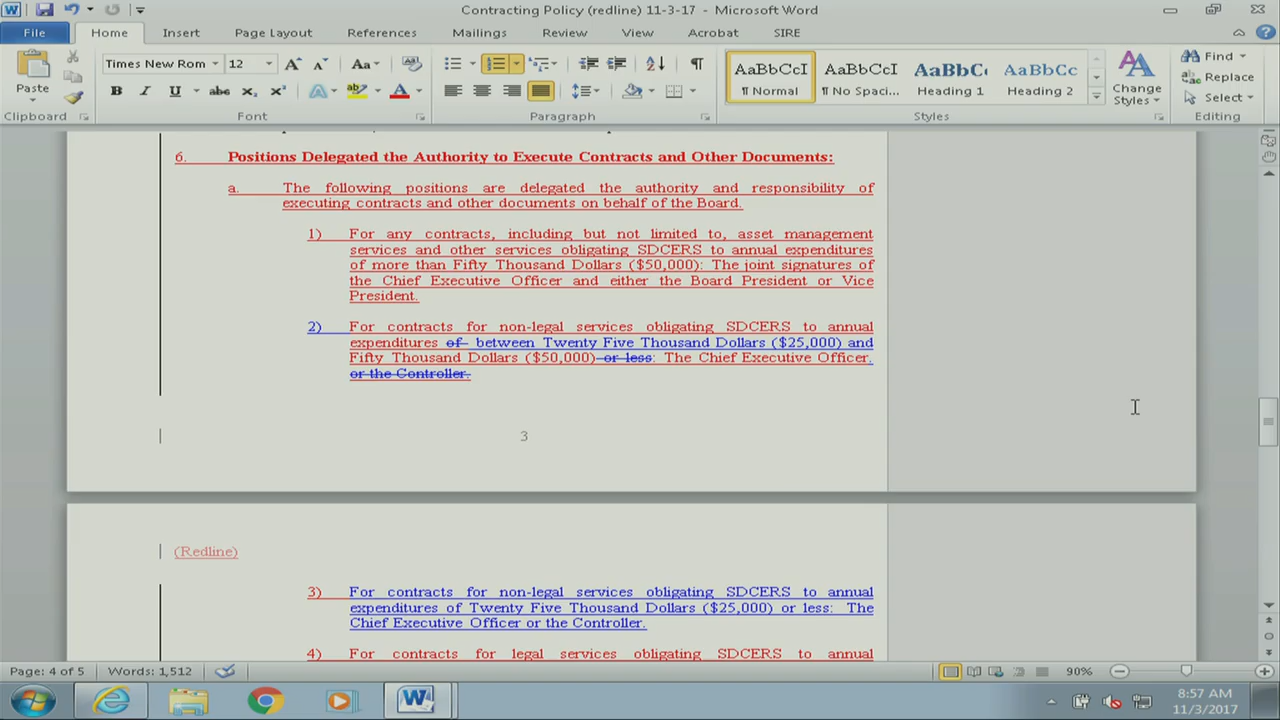 Contracting Policy (redline) 11-3-17 - Microsoft Word
File Home Insert Page Layout References Mailings Review View Acrobat SIRE
Times New Rom 12 Aa
AaBbCcI AaBbCcI AaBbC AaBbCc
Find
Replace
Select
Paste
B I U abc x₂ x² A
¶ Normal ¶ No Spaci... Heading 1 Heading 2
Change
Styles
Clipboard Font Paragraph Styles Editing
6. Positions Delegated the Authority to Execute Contracts and Other Documents:
a. The following positions are delegated the authority and responsibility of
executing contracts and other documents on behalf of the Board.
1) For any contracts, including but not limited to, asset management
services and other services obligating SDCERS to annual expenditures
of more than Fifty Thousand Dollars ($50,000): The joint signatures of
the Chief Executive Officer and either the Board President or Vice
President.
2) For contracts for non-legal services obligating SDCERS to annual
expenditures of between Twenty Five Thousand Dollars ($25,000) and
Fifty Thousand Dollars ($50,000) or less: The Chief Executive Officer.
or the Controller.
3
(Redline)
3) For contracts for non-legal services obligating SDCERS to annual
expenditures of Twenty Five Thousand Dollars ($25,000) or less: The
Chief Executive Officer or the Controller.
4) For contracts for legal services obligating SDCERS to annual
Page: 4 of 5 Words: 1,512 90%
8:57 AM
11/3/2017